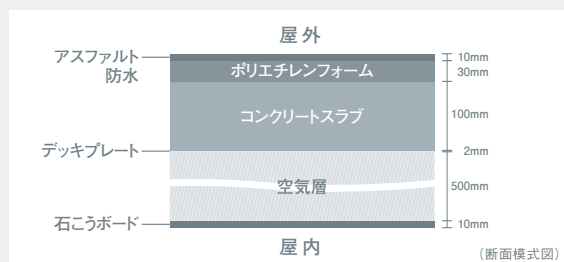 屋外
アスファルト
防水
ポリエチレンフォーム
コンクリートスラブ
デッキプレート
空気層
石こうボード
屋内
10mm
30mm
100mm
2mm
500mm
10mm
(断面模式図)